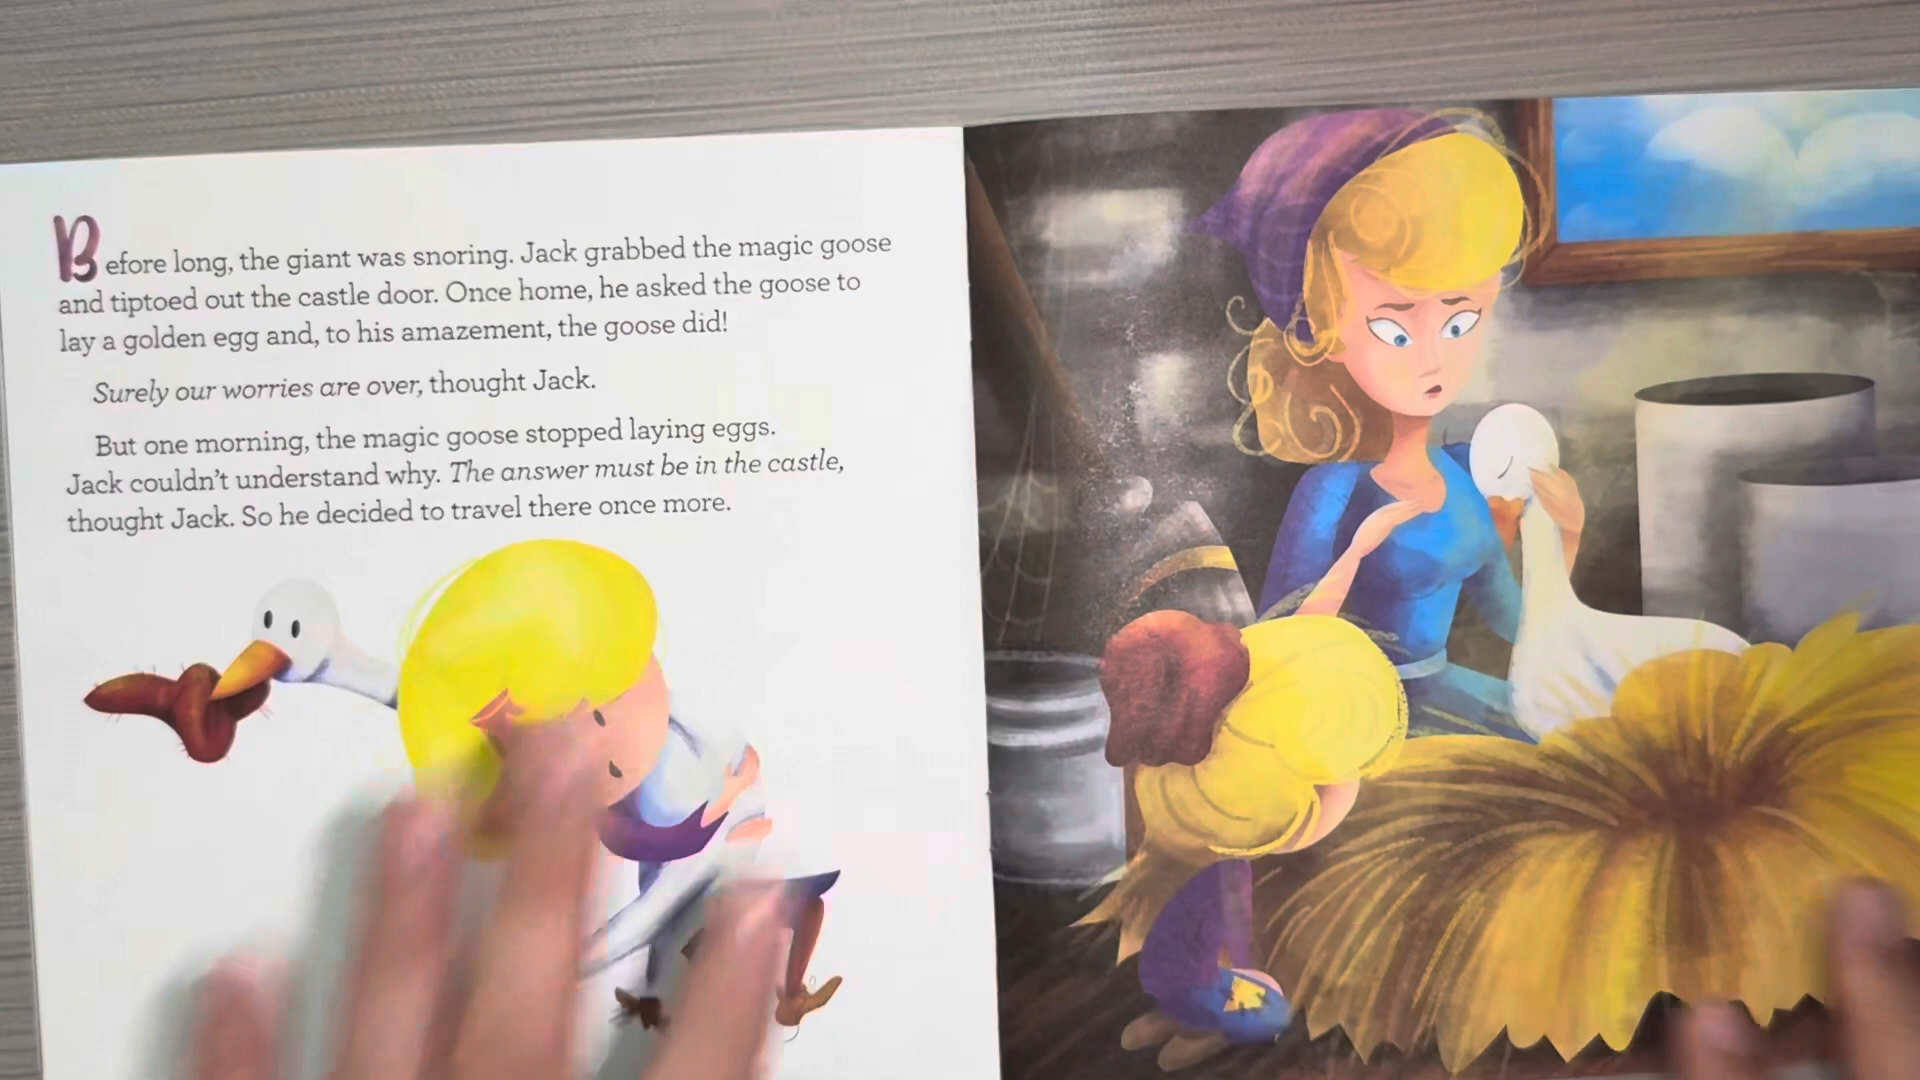 Before long, the giant was snoring. Jack grabbed the magic goose
and tiptoed out the castle door. Once home, he asked the goose to
lay a golden egg and, to his amazement, the goose did!
Surely our worries are over, thought Jack.
But one morning, the magic goose stopped laying eggs.
Jack couldn't understand why. The answer must be in the castle,
thought Jack. So he decided to travel there once more.